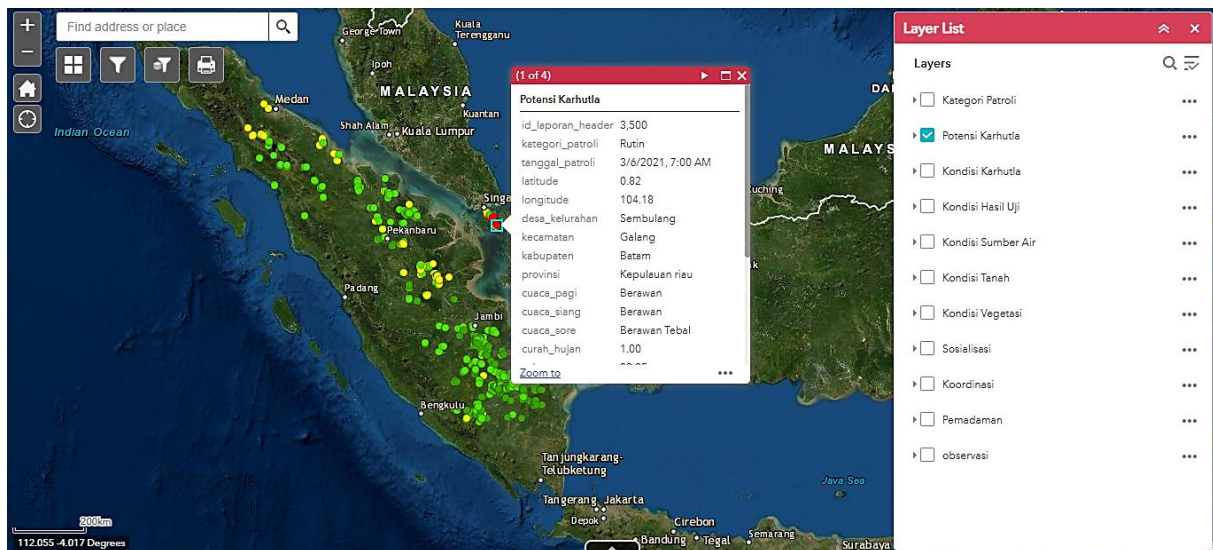 Find address or place
Indian Ocean
George Town
Kuala
Terengganu
Ipoh
MALAYSIA
Kuantan
Medan
Shah Alam
Kuala Lumpur
MALAYS
Kuching
Singa
Pekanbaru
Padang
Jambi
Bengkulu
Tanjungkarang-
Telubketung
Java Sea
Tangerang
Jakarta
Depok
Cirebon
Bandung
Tegal
Semarang
Surabaya
200km
112.055 -4.017 Degrees
(1 of 4)
Potensi Karhutla
id_laporan_header 3,500
kategori_patroli Rutin
tanggal_patroli 3/6/2021, 7:00 AM
latitude 0.82
longitude 104.18
desa_kelurahan Sembulang
kecamatan Galang
kabupaten Batam
provinsi Kepulauan riau
cuaca_pagi Berawan
cuaca_siang Berawan
cuaca_sore Berawan Tebal
curah_hujan 1.00
Zoom to
Layer List
Layers
Kategori Patroli
Potensi Karhutla
Kondisi Karhutla
Kondisi Hasil Uji
Kondisi Sumber Air
Kondisi Tanah
Kondisi Vegetasi
Sosialisasi
Koordinasi
Pemadaman
observasi